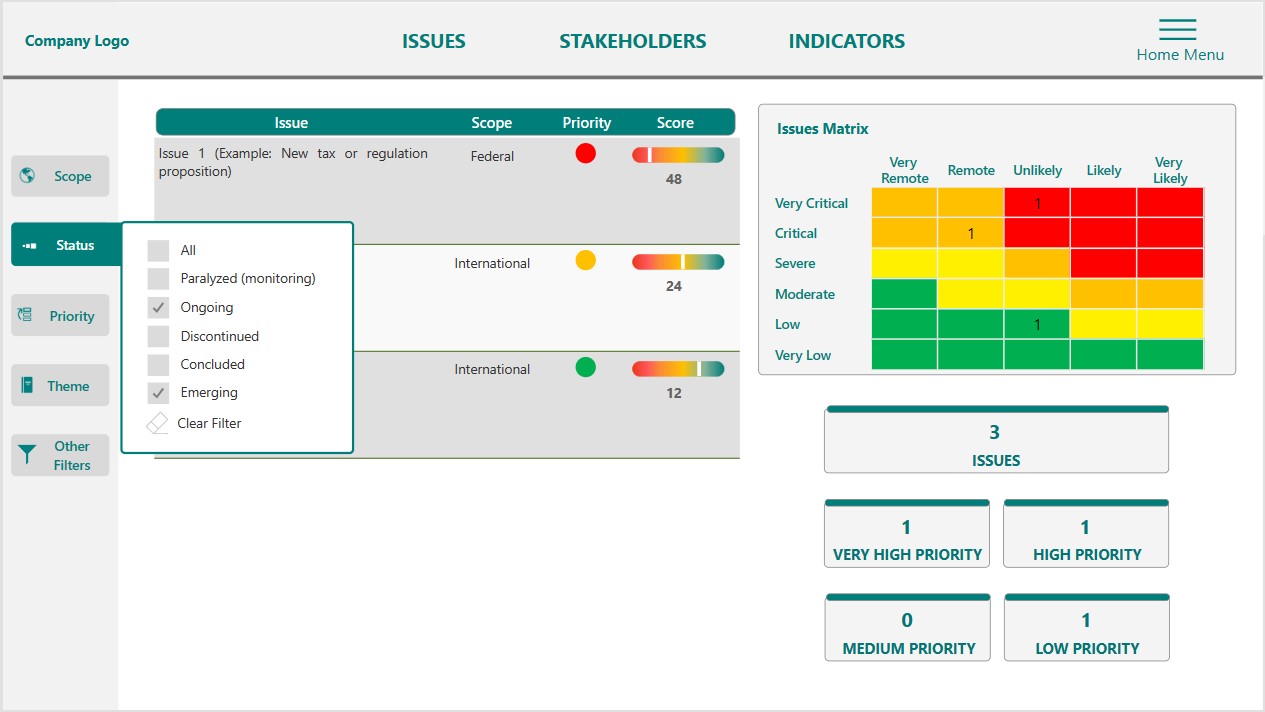 Company Logo
ISSUES
STAKEHOLDERS
INDICATORS
Home Menu
Scope
Status
Priority
Theme
Other
Filters
All
Paralyzed (monitoring)
Ongoing
Discontinued
Concluded
Emerging
Clear Filter
Issue Scope Priority Score
Issue 1 (Example: New tax or regulation
proposition)
Federal
48
International
24
International
12
Issues Matrix
Very
Remote
Remote
Unlikely
Likely
Very
Likely
Very Critical 1
Critical 1
Severe
Moderate
Low 1
Very Low
3
ISSUES
1
VERY HIGH PRIORITY
1
HIGH PRIORITY
0
MEDIUM PRIORITY
1
LOW PRIORITY